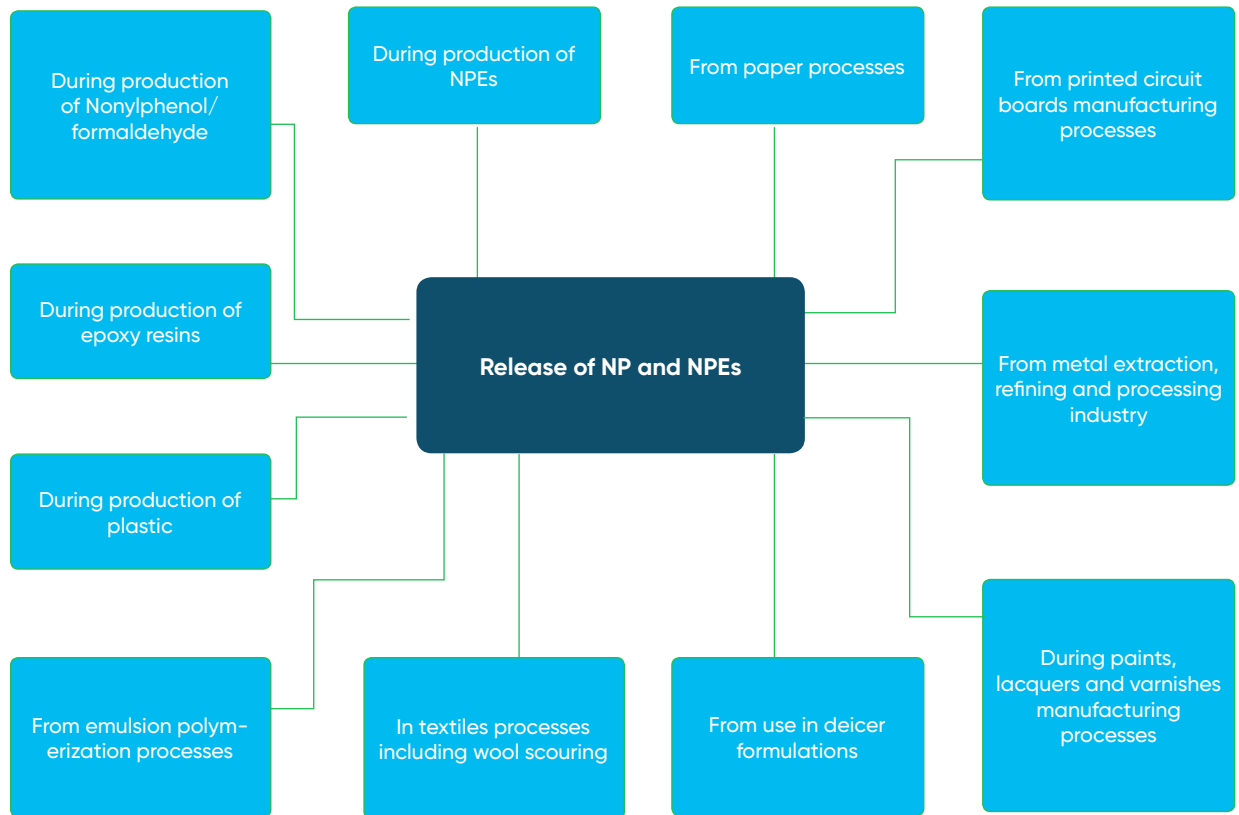 During production
of Nonylphenol/
formaldehyde
During production of
NPEs
From paper processes
From printed circuit
boards manufacturing
processes
During production of
epoxy resins
Release of NP and NPEs
From metal extraction,
refining and processing
industry
During production of
plastic
From emulsion polym-
erization processes
In textiles processes
including wool scouring
From use in deicer
formulations
During paints,
lacquers and varnishes
manufacturing
processes